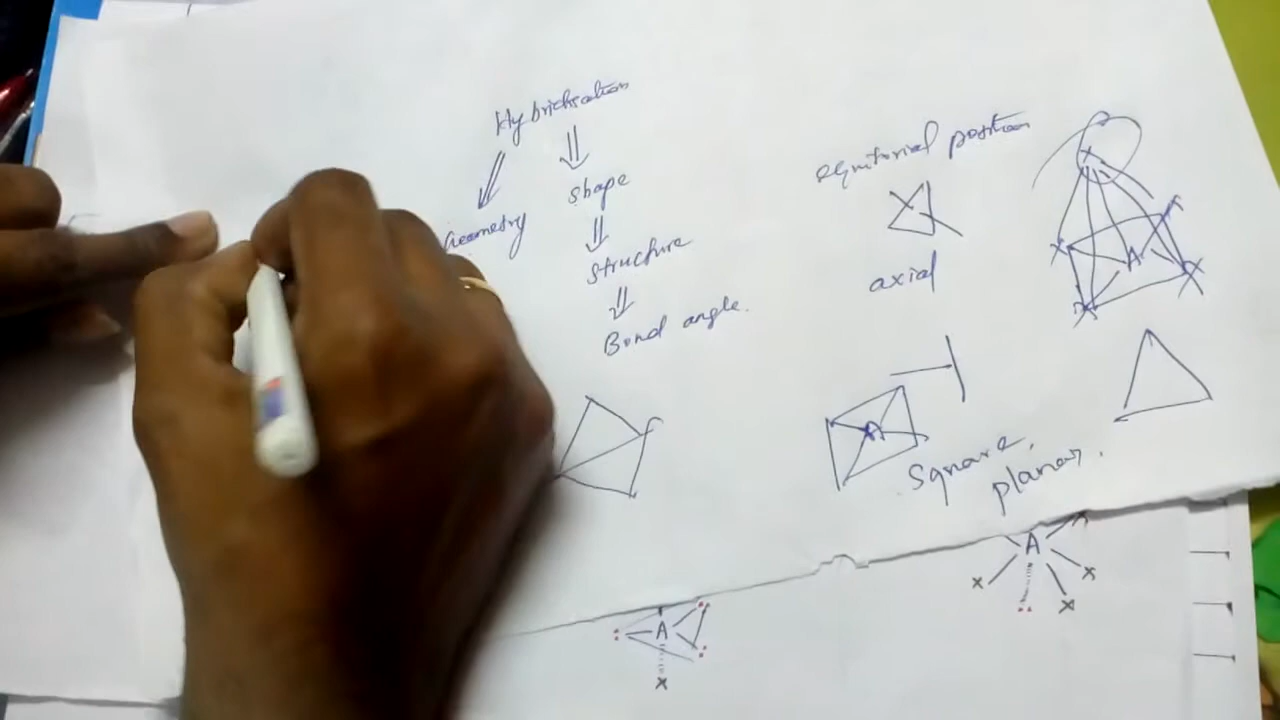 Hybridisation
Geometry
shape
structure
Bond angle.
equitorial position
axial
X
X
A
X
X
X
A
Square
planar.
A
X
X
X
A
X